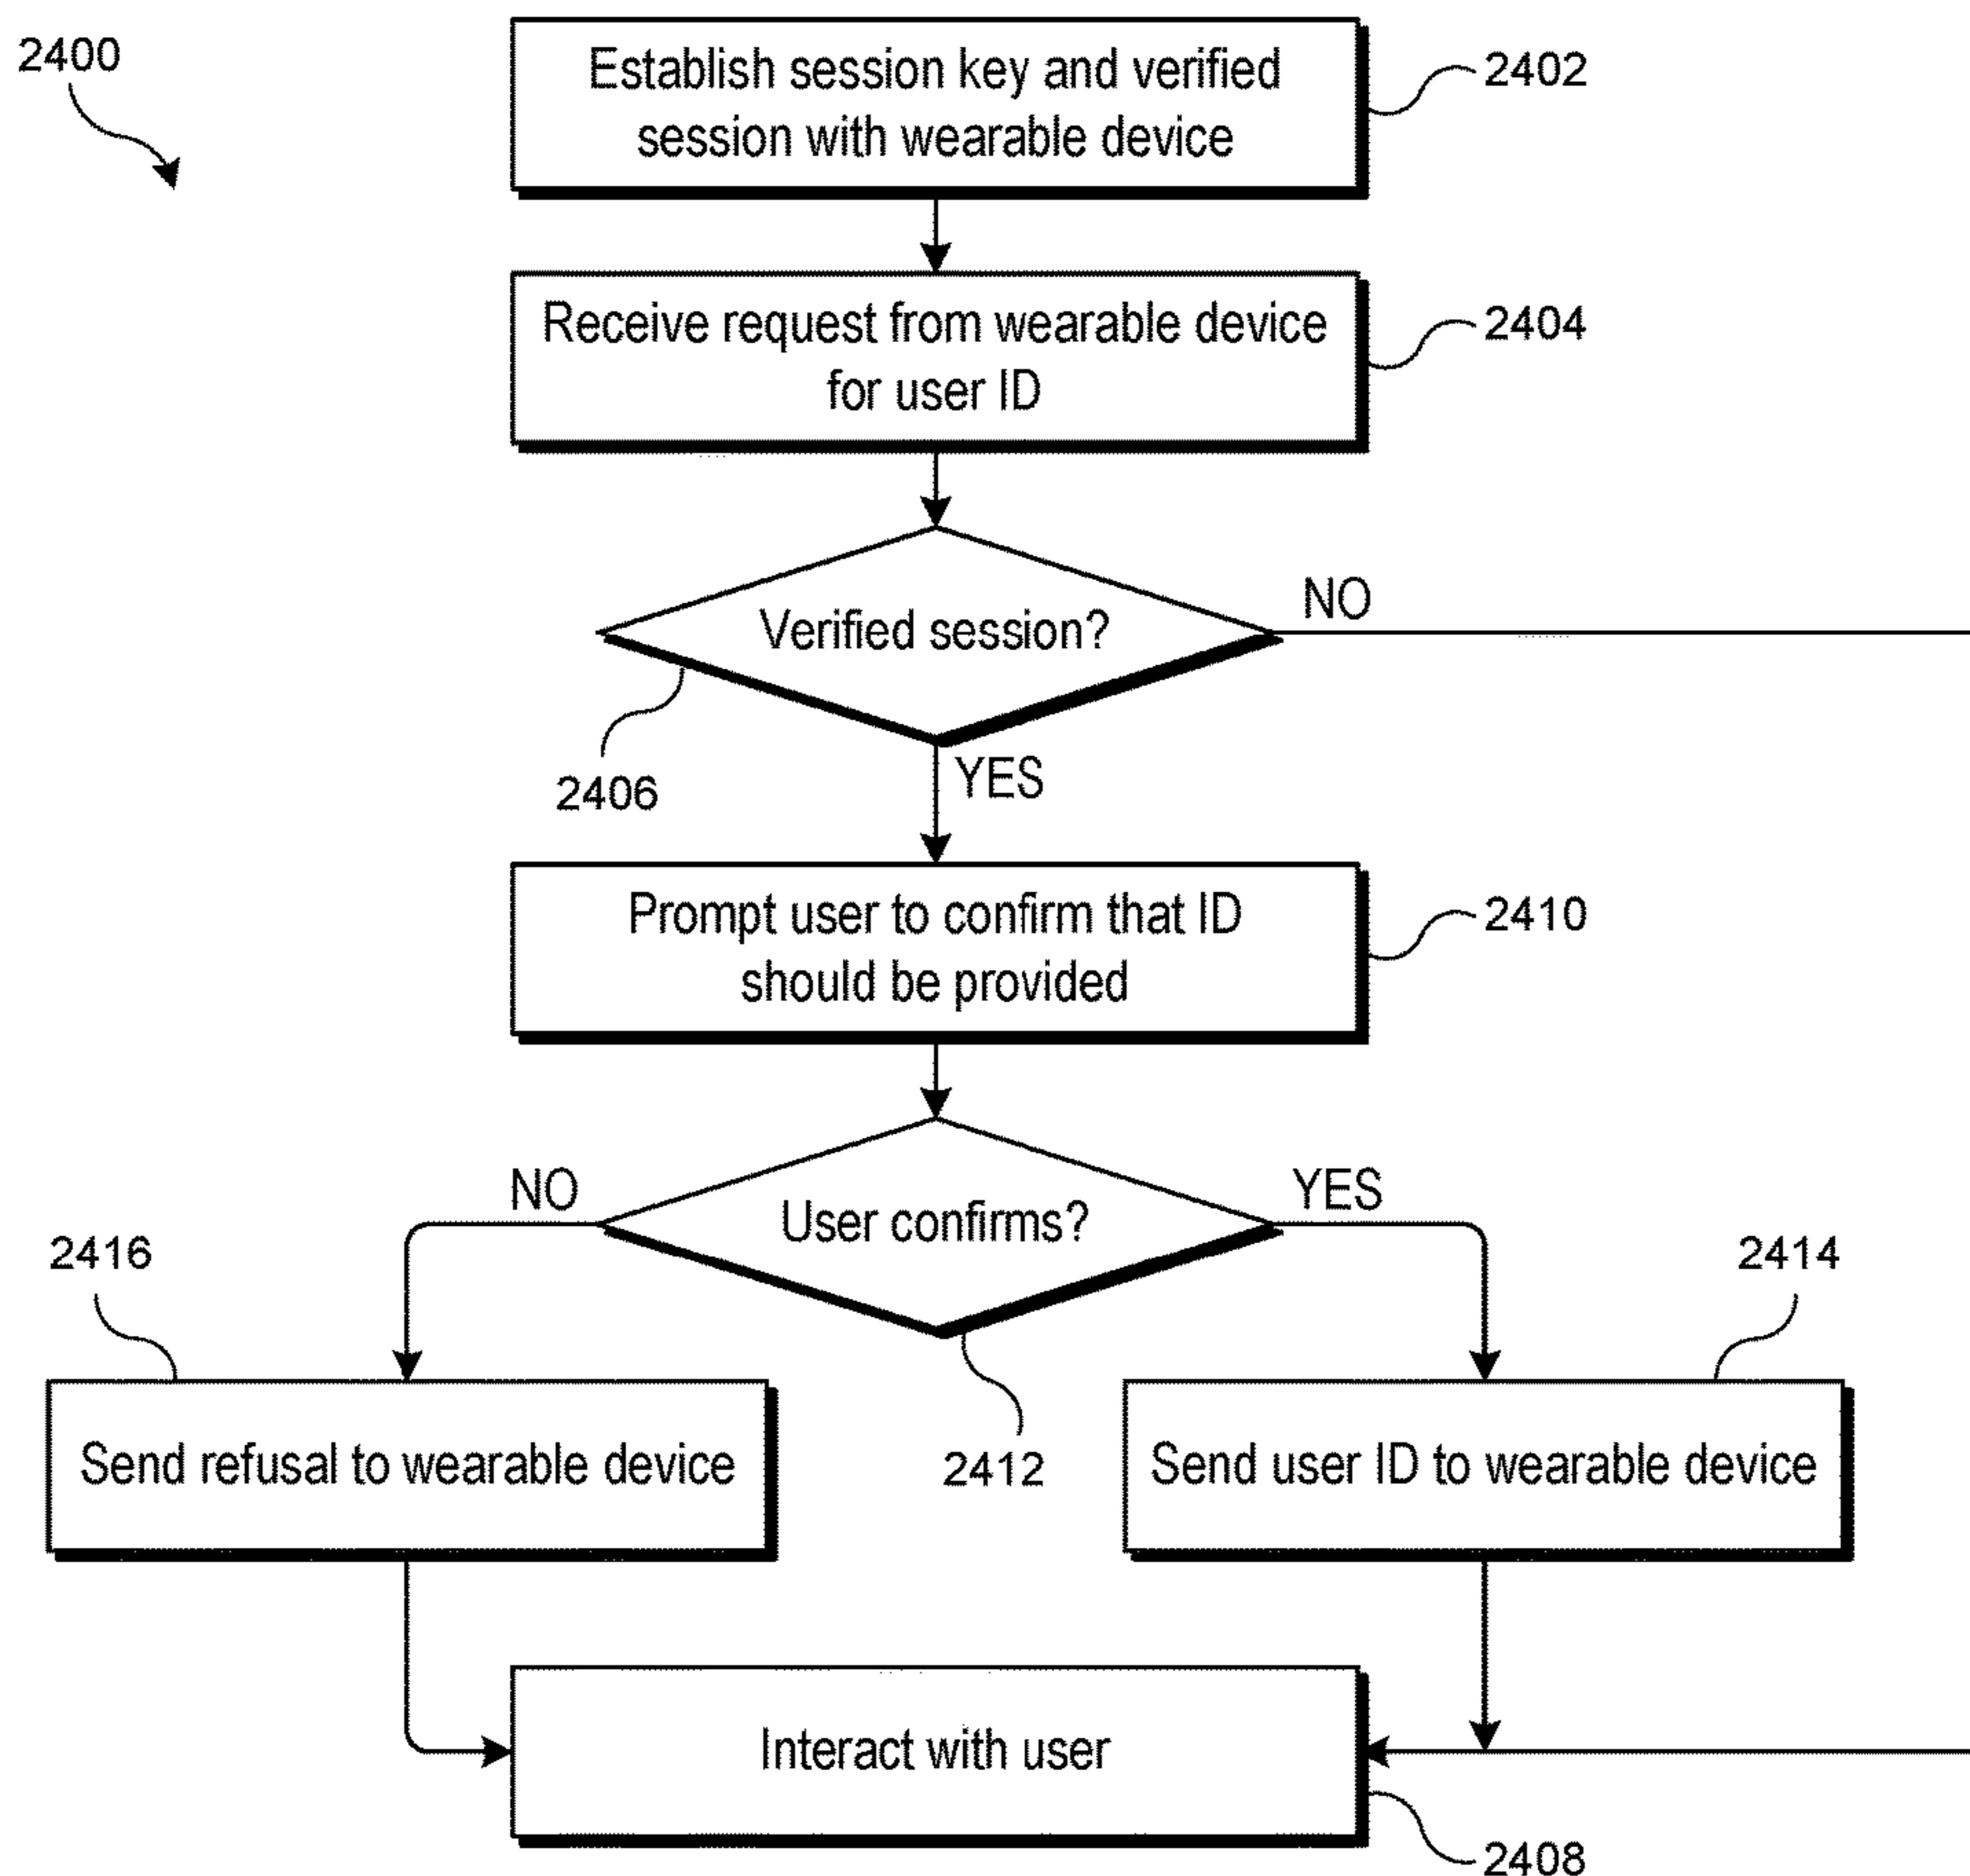 2400
Establish session key and verified
session with wearable device
2402
Receive request from wearable device
for user ID
2404
Verified session?
NO
2406
YES
Prompt user to confirm that ID
should be provided
2410
NO
User confirms?
YES
2416
2414
Send refusal to wearable device
2412
Send user ID to wearable device
Interact with user
2408